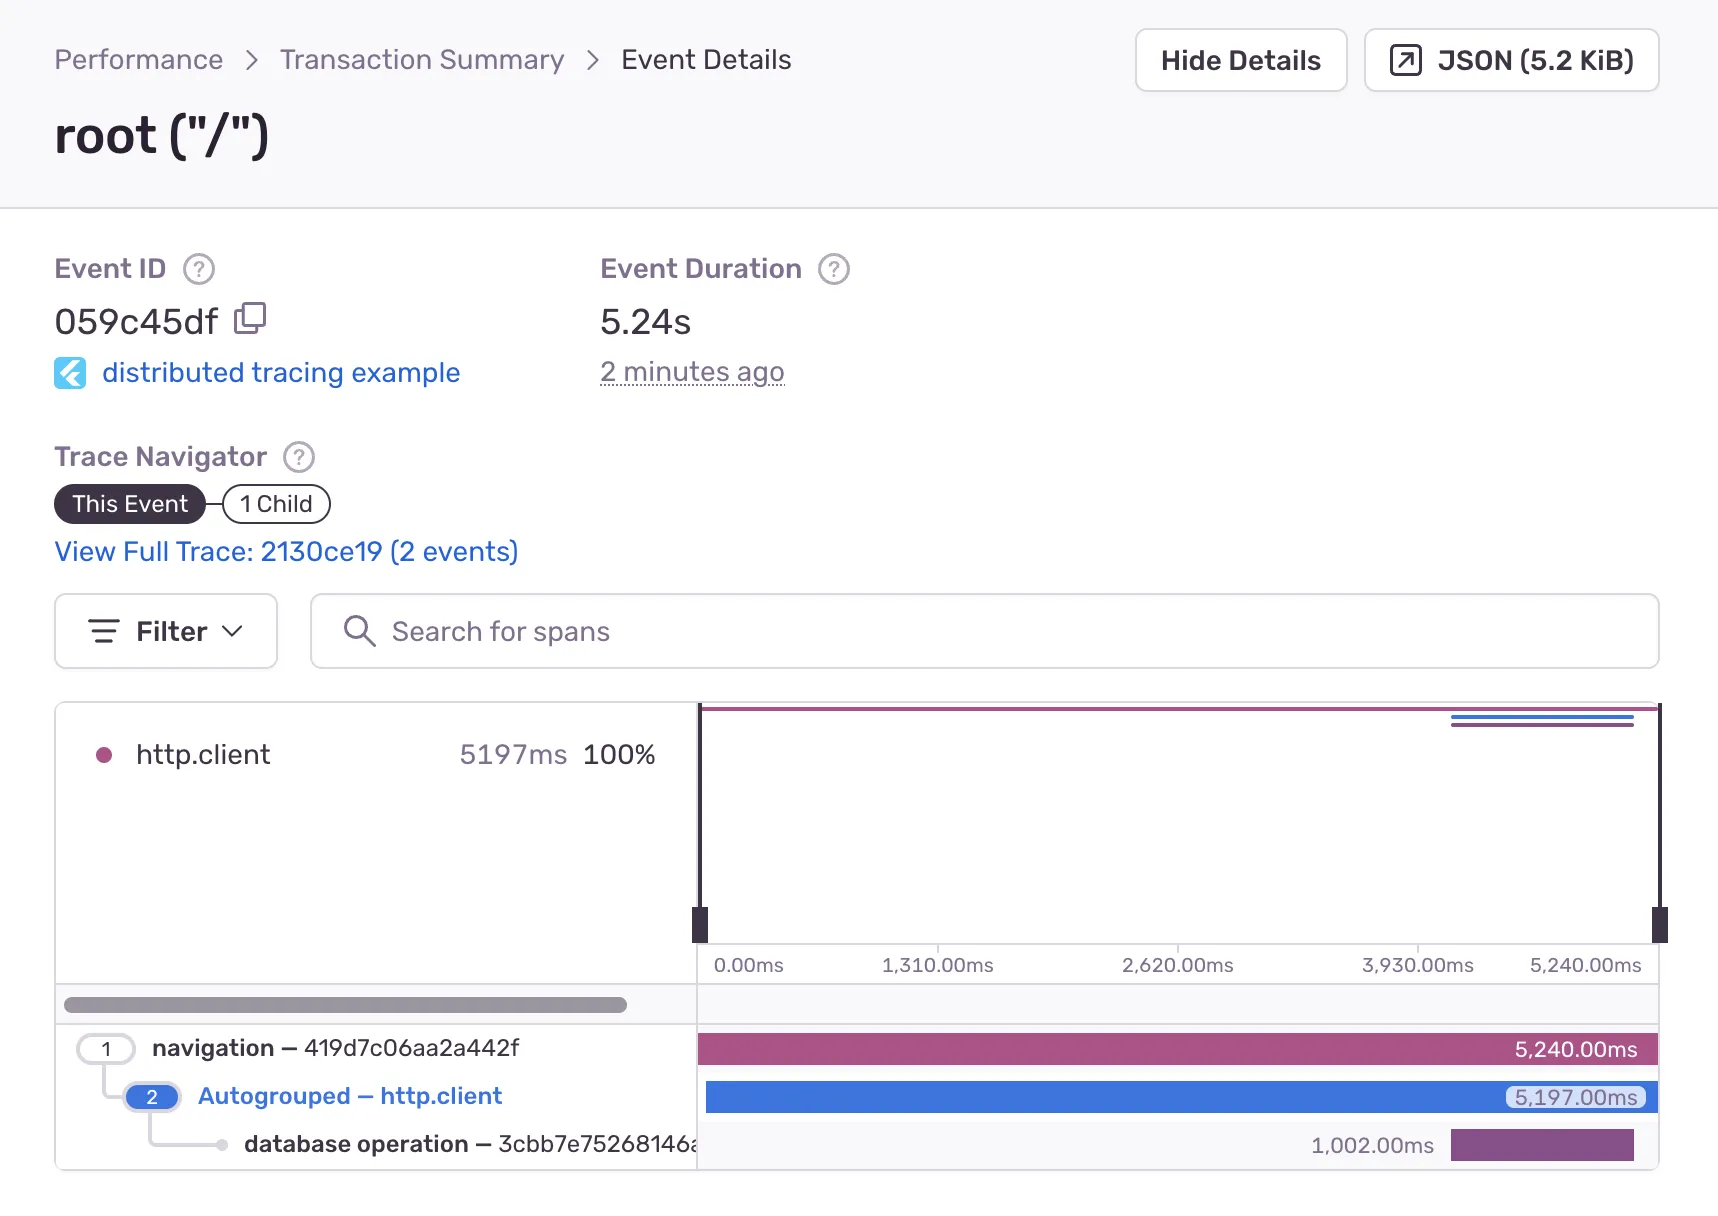 Performance > Transaction Summary > Event Details
Hide Details
JSON (5.2 KiB)
root ("/")
Event ID ?
Event Duration ?
059c45df
5.24s
distributed tracing example
2 minutes ago
Trace Navigator ?
This Event
1 Child
View Full Trace: 2130ce19 (2 events)
Filter
Search for spans
http.client 5197ms 100%
0.00ms 1,310.00ms 2,620.00ms 3,930.00ms 5,240.00ms
1 navigation — 419d7c06aa2a442f 5,240.00ms
2 Autogrouped — http.client 5,197.00ms
database operation — 3cbb7e75268146a 1,002.00ms